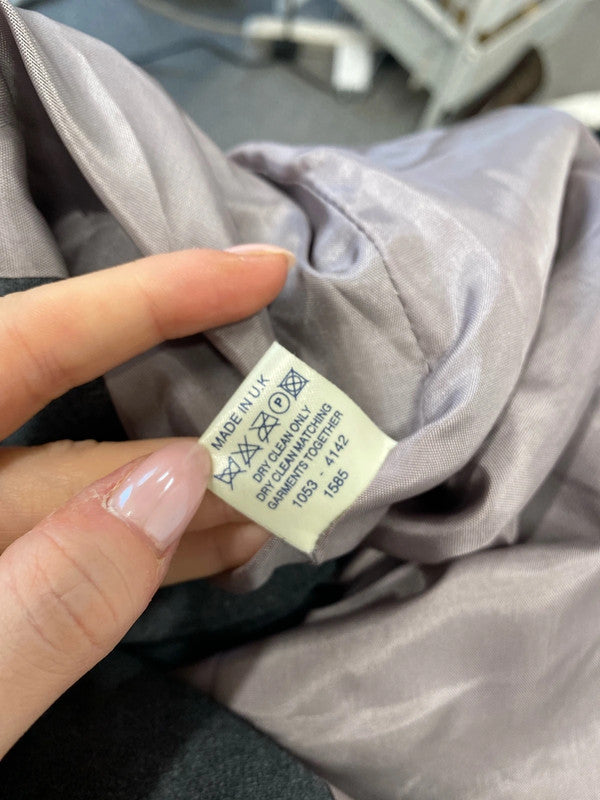 MADE IN U.K
P
DRY CLEAN ONLY
DRY CLEAN MATCHING
GARMENTS TOGETHER
1053 - 4142
1585